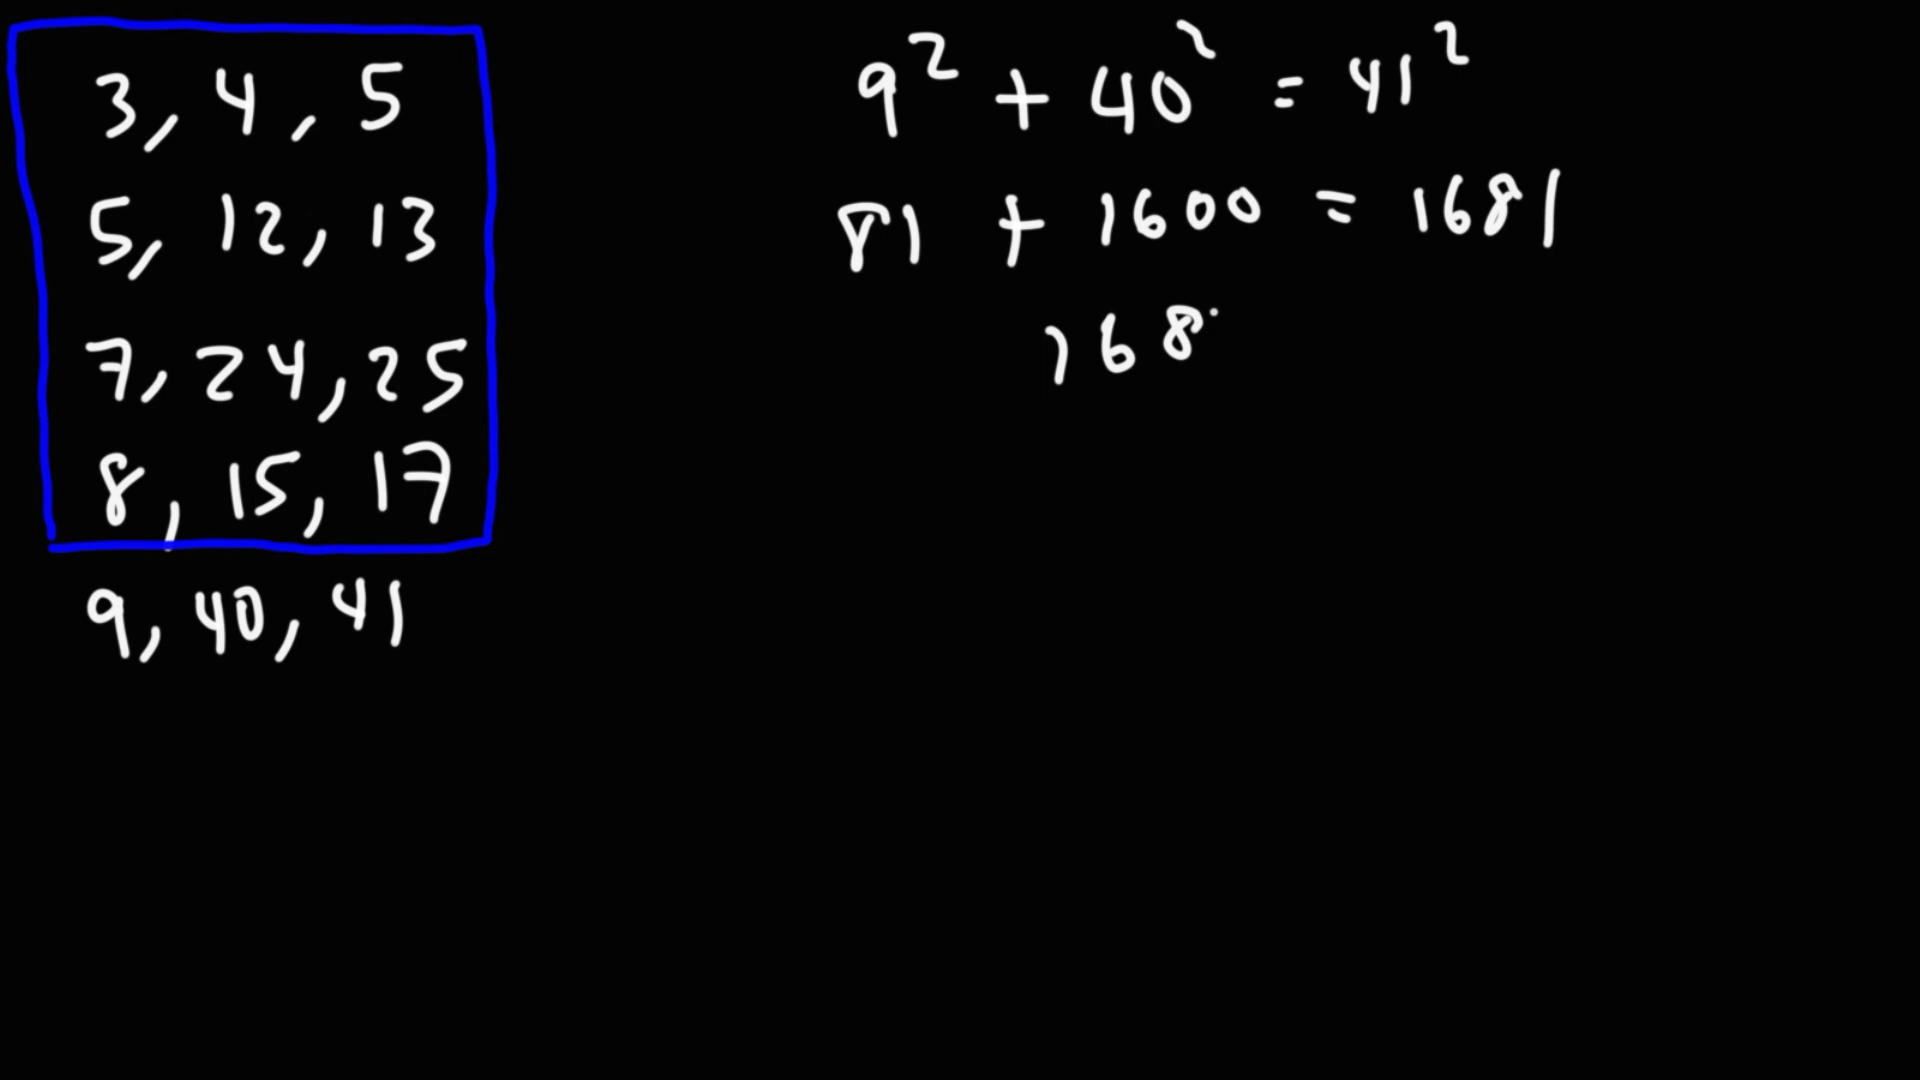 3, 4, 5
5, 12, 13
7, 24, 25
8, 15, 17
9, 40, 41
9² + 40² = 41²
81 + 1600 = 1681
168